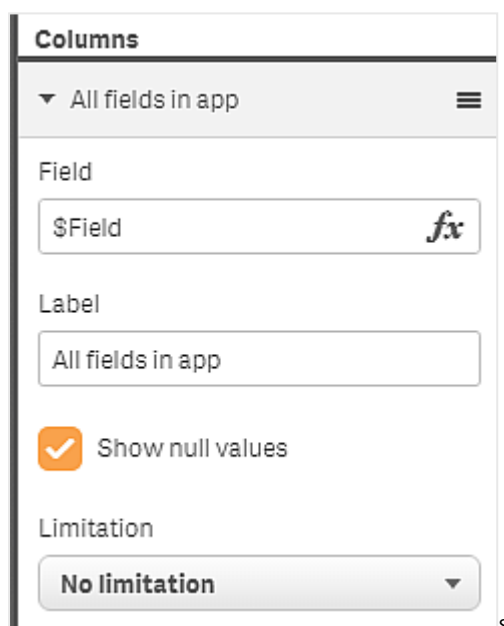 Columns
All fields in app
Field
$Field fx
Label
All fields in app
Show null values
Limitation
No limitation